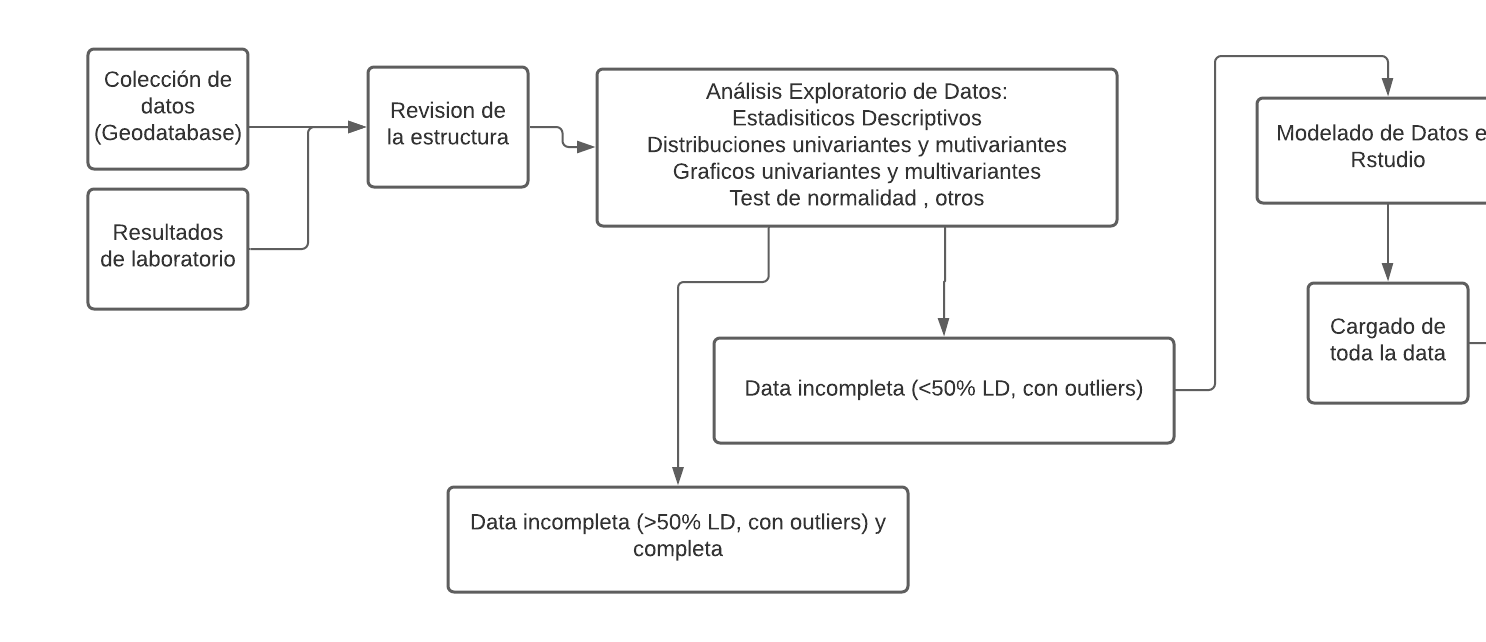 Colección de
datos
(Geodatabase)
Resultados
de laboratorio
Revision de
la estructura
Análisis Exploratorio de Datos:
Estadisiticos Descriptivos
Distribuciones univariantes y mutivariantes
Graficos univariantes y multivariantes
Test de normalidad , otros
Data incompleta (<50% LD, con outliers)
Data incompleta (>50% LD, con outliers) y
completa
Modelado de Datos e
Rstudio
Cargado de
toda la data